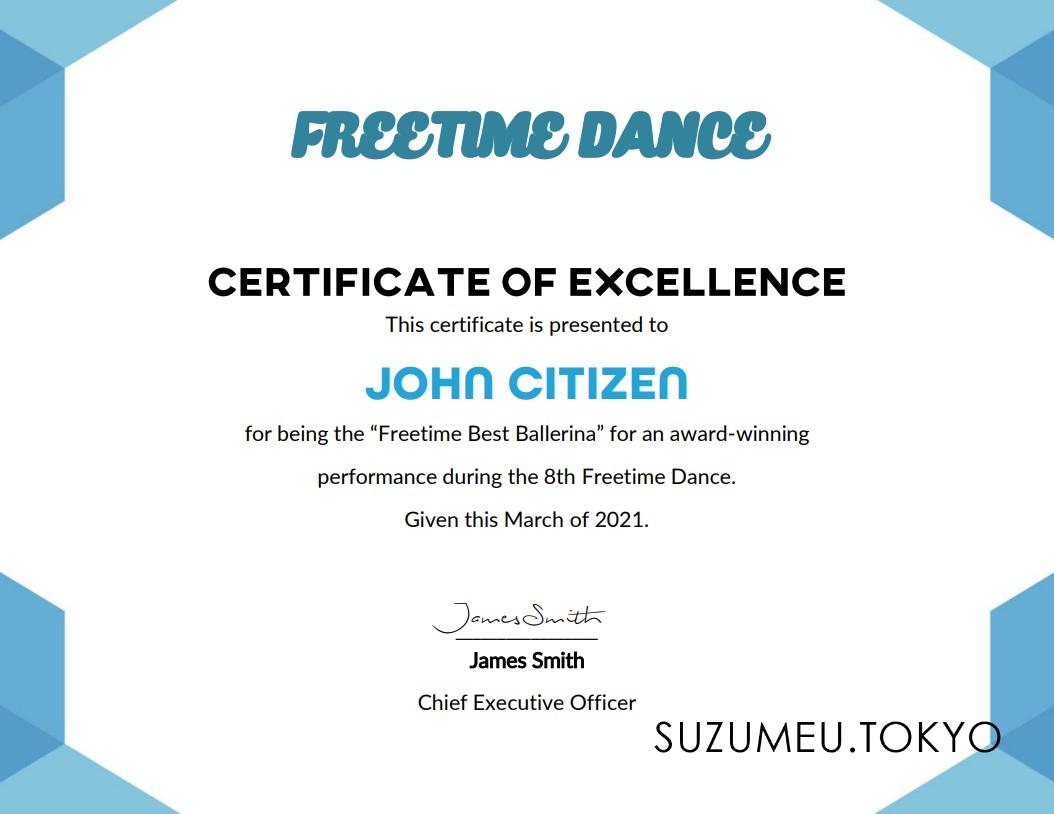 FREETIME DANCE
CERTIFICATE OF EXCELLENCE
This certificate is presented to
JOHN CITIZEN
for being the “Freetime Best Ballerina” for an award-winning
performance during the 8th Freetime Dance.
Given this March of 2021.
James Smith
James Smith
Chief Executive Officer
SUZUMEU.TOKYO